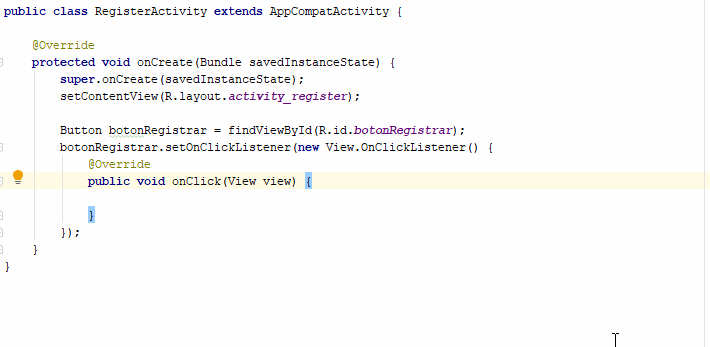 public class RegisterActivity extends AppCompatActivity {
@Override
protected void onCreate(Bundle savedInstanceState) {
super.onCreate(savedInstanceState);
setContentView(R.layout.activity_register);
Button botonRegistrar = findViewById(R.id.botonRegistrar);
botonRegistrar.setOnClickListener(new View.OnClickListener() {
@Override
public void onClick(View view) {
}
});
}
}